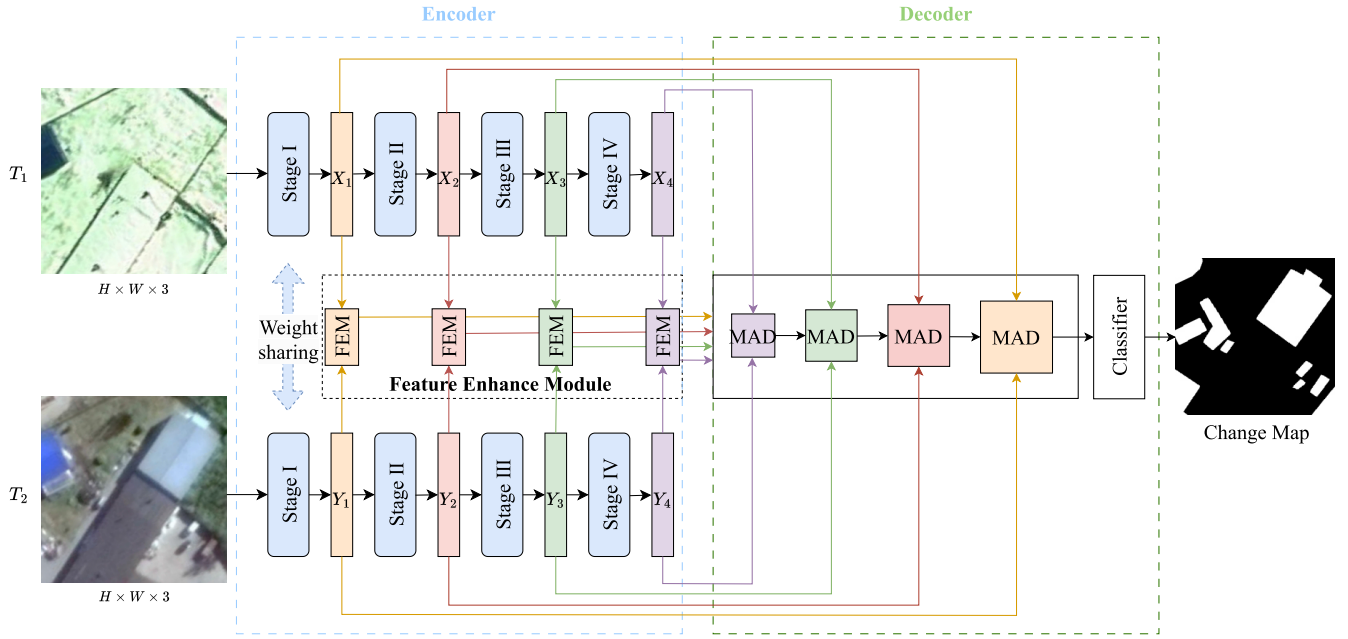 Encoder
Decoder
T₁
H × W × 3
Stage I
X₁
Stage II
X₂
Stage III
X₃
Stage IV
X₄
Weight
sharing
FEM
FEM
FEM
FEM
Feature Enhance Module
MAD
MAD
MAD
MAD
Classifier
Change Map
T₂
H × W × 3
Stage I
Y₁
Stage II
Y₂
Stage III
Y₃
Stage IV
Y₄